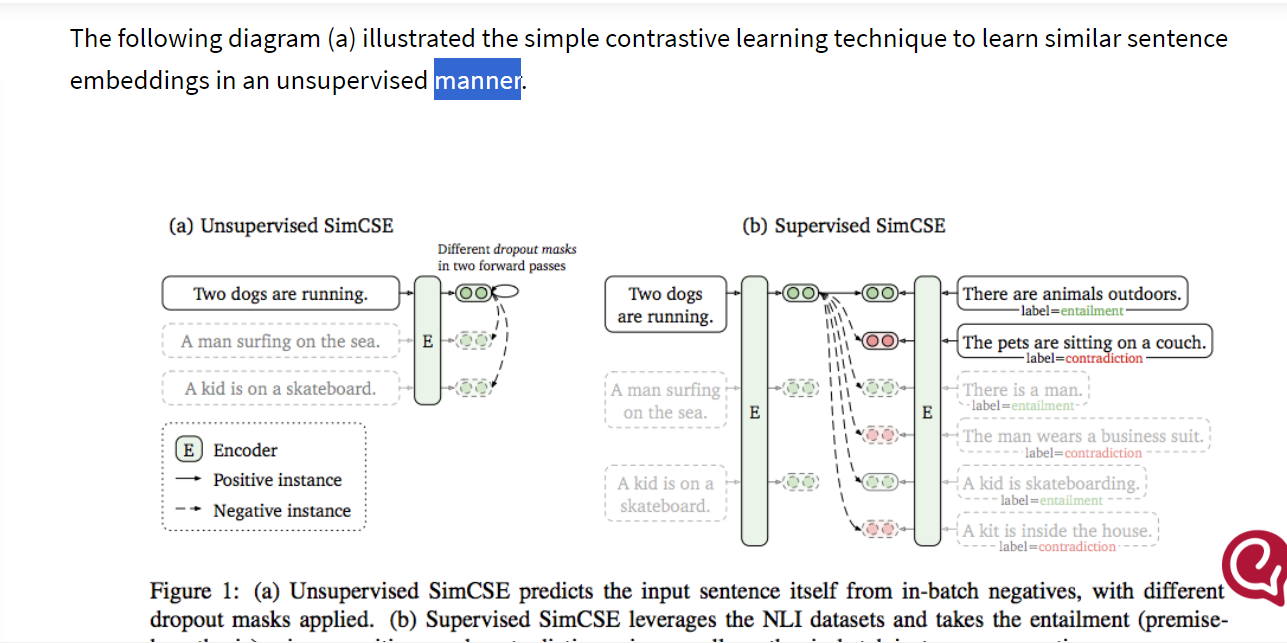 The following diagram (a) illustrated the simple contrastive learning technique to learn similar sentence
embeddings in an unsupervised manner.
(a) Unsupervised SimCSE
Different dropout masks
in two forward passes
Two dogs are running.
A man surfing on the sea.
A kid is on a skateboard.
E
E Encoder
Positive instance
Negative instance
(b) Supervised SimCSE
Two dogs
are running.
A man surfing
on the sea.
A kid is on a
skateboard.
E
E
There are animals outdoors.
label=entailment
The pets are sitting on a couch.
label=contradiction
There is a man.
label=entailment
The man wears a business suit.
label=contradiction
A kid is skateboarding.
label=entailment
A kit is inside the house.
label=contradiction
Figure 1: (a) Unsupervised SimCSE predicts the input sentence itself from in-batch negatives, with different
dropout masks applied. (b) Supervised SimCSE leverages the NLI datasets and takes the entailment (premise-